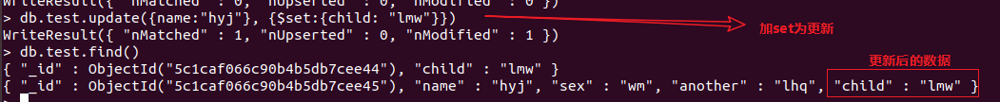 WriteResult({ "nMatched" : 0, "nUpserted" : 0, "nModified" : 0 })
> db.test.update({name:"hyj"}, {$set:{child: "lmw"}})
加set为更新
WriteResult({ "nMatched" : 1, "nUpserted" : 0, "nModified" : 1 })
> db.test.find()
更新后的数据
{ "_id" : ObjectId("5c1caf066c90b4b5db7cee44"), "child" : "lmw" }
{ "_id" : ObjectId("5c1caf066c90b4b5db7cee45"), "name" : "hyj", "sex" : "wm", "another" : "lhq", "child" : "lmw" }
>